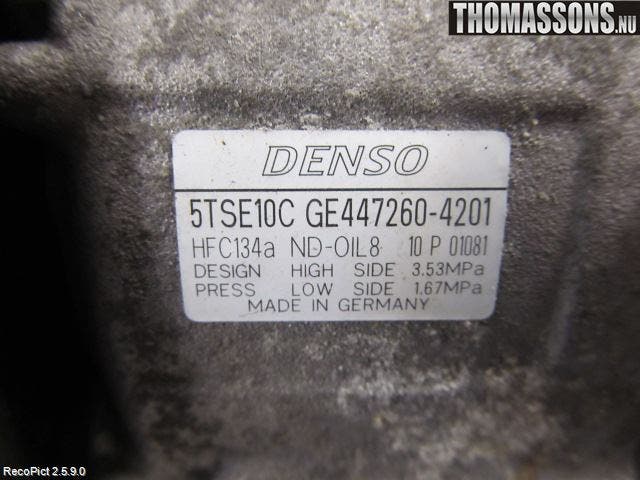 THOMASSONS.NU
DENSO
5TSE10C GE447260-4201
HFC134a ND-OIL8 10 P 01081
DESIGN HIGH SIDE 3.53MPa
PRESS LOW SIDE 1.67MPa
MADE IN GERMANY
RecoPict 2.5.9.0